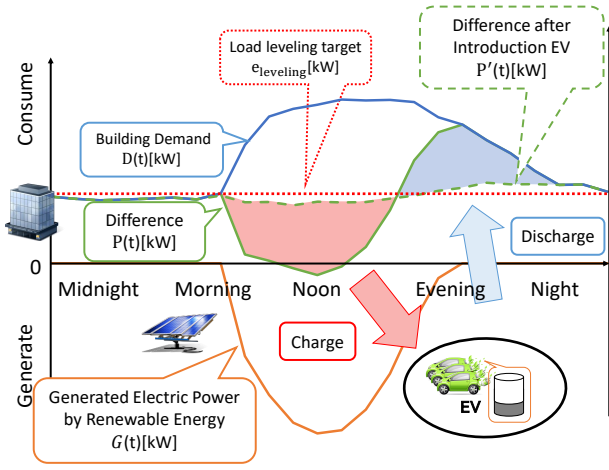 Consume
Load leveling target
e_leveling[kW]
Difference after
Introduction EV
P′(t)[kW]
Building Demand
D(t)[kW]
Difference
P(t)[kW]
Discharge
0
Midnight
Morning
Noon
Evening
Night
Generate
Charge
Generated Electric Power
by Renewable Energy
G(t)[kW]
EV